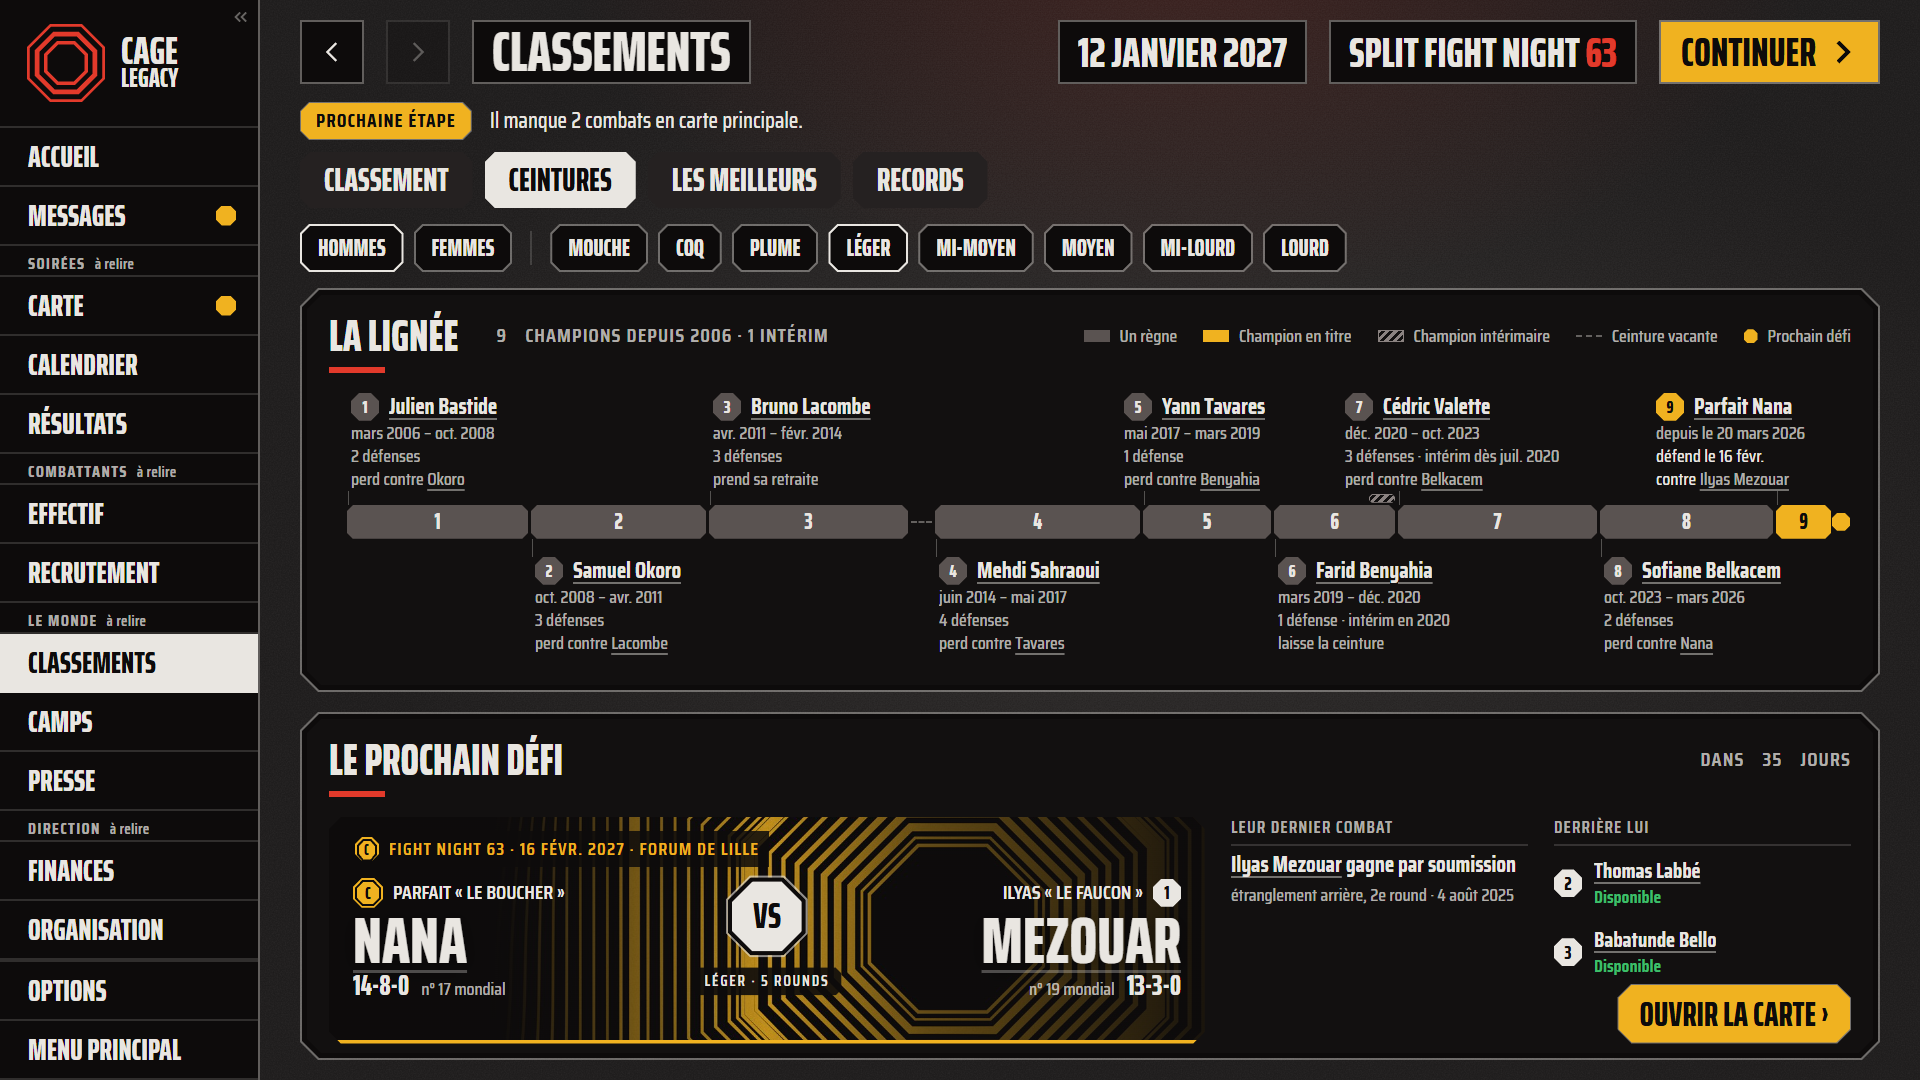 CAGE
LEGACY
«
CLASSEMENTS
12 JANVIER 2027
SPLIT FIGHT NIGHT 63
CONTINUER
PROCHAINE ÉTAPE
Il manque 2 combats en carte principale.
CLASSEMENT
CEINTURES
LES MEILLEURS
RECORDS
HOMMES
FEMMES
MOUCHE
COQ
PLUME
LÉGER
MI-MOYEN
MOYEN
MI-LOURD
LOURD
ACCUEIL
MESSAGES
SOIRÉES à relire
CARTE
CALENDRIER
RÉSULTATS
COMBATTANTS à relire
EFFECTIF
RECRUTEMENT
LE MONDE à relire
CLASSEMENTS
CAMPS
PRESSE
DIRECTION à relire
FINANCES
ORGANISATION
OPTIONS
MENU PRINCIPAL
LA LIGNÉE
9 CHAMPIONS DEPUIS 2006 · 1 INTÉRIM
Un règne
Champion en titre
Champion intérimaire
Ceinture vacante
Prochain défi
1 Julien Bastide
mars 2006 – oct. 2008
2 défenses
perd contre Okoro
3 Bruno Lacombe
avr. 2011 – févr. 2014
3 défenses
prend sa retraite
5 Yann Tavares
mai 2017 – mars 2019
1 défense
perd contre Benyahia
7 Cédric Valette
déc. 2020 – oct. 2023
3 défenses · intérim dès juil. 2020
perd contre Belkacem
9 Parfait Nana
depuis le 20 mars 2026
défend le 16 févr.
contre Ilyas Mezouar
1 2 3 4 5 6 7 8 9
2 Samuel Okoro
oct. 2008 – avr. 2011
3 défenses
perd contre Lacombe
4 Mehdi Sahraoui
juin 2014 – mai 2017
4 défenses
perd contre Tavares
6 Farid Benyahia
mars 2019 – déc. 2020
1 défense · intérim en 2020
laisse la ceinture
8 Sofiane Belkacem
oct. 2023 – mars 2026
2 défenses
perd contre Nana
LE PROCHAIN DÉFI
DANS 35 JOURS
C FIGHT NIGHT 63 · 16 FÉVR. 2027 · FORUM DE LILLE
C PARFAIT « LE BOUCHER »
NANA
14-8-0 n° 17 mondial
VS
LÉGER · 5 ROUNDS
ILYAS « LE FAUCON » 1
MEZOUAR
n° 19 mondial 13-3-0
LEUR DERNIER COMBAT
Ilyas Mezouar gagne par soumission
étranglement arrière, 2e round · 4 août 2025
DERRIÈRE LUI
2 Thomas Labbé
Disponible
3 Babatunde Bello
Disponible
OUVRIR LA CARTE ›